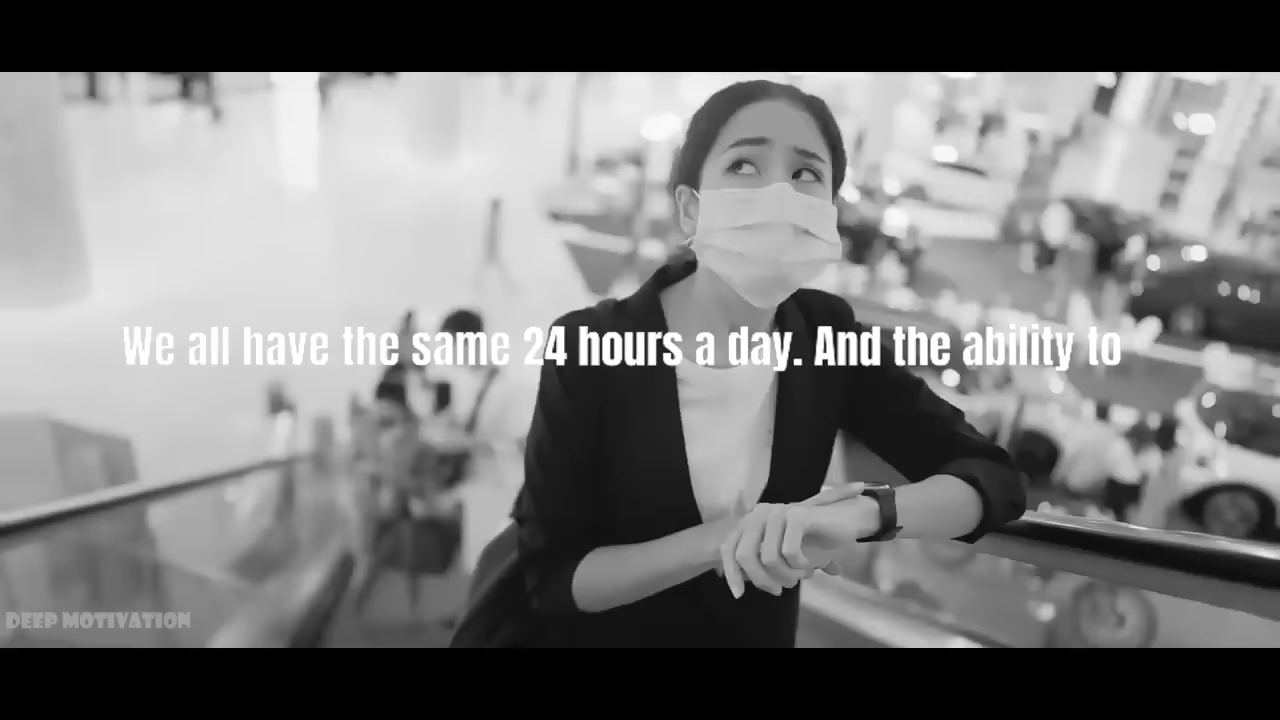 We all have the same 24 hours a day. And the ability to
DEEP MOTIVATION